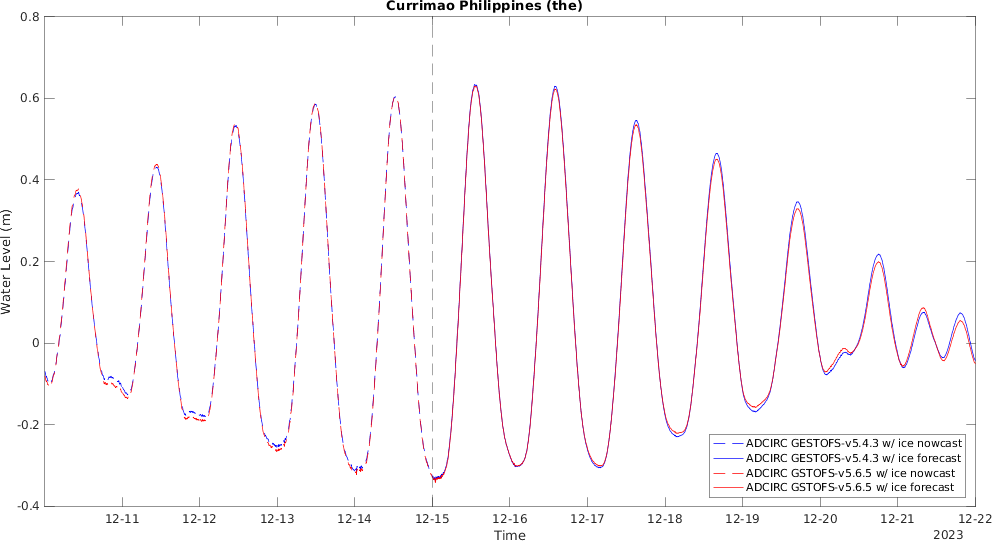 Currimao Philippines (the)
0.8
0.6
0.4
0.2
0
-0.2
-0.4
Water Level (m)
12-11
12-12
12-13
12-14
12-15
12-16
12-17
12-18
12-19
12-20
12-21
12-22
Time
2023
ADCIRC GESTOFS-v5.4.3 w/ ice nowcast
ADCIRC GESTOFS-v5.4.3 w/ ice forecast
ADCIRC GSTOFS-v5.6.5 w/ ice nowcast
ADCIRC GSTOFS-v5.6.5 w/ ice forecast